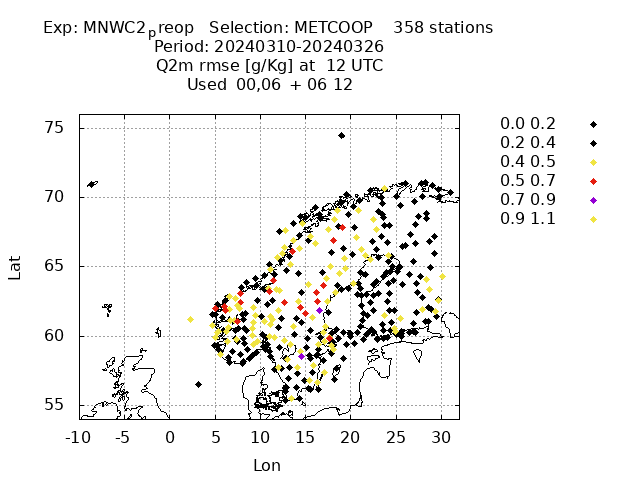 Exp: MNWC2preop Selection: METCOOP 358 stations
Period: 20240310-20240326
Q2m rmse [g/Kg] at 12 UTC
Used 00,06 + 06 12
75
70
65
60
55
Lat
-10 -5 0 5 10 15 20 25 30
Lon
0.0 0.2
0.2 0.4
0.4 0.5
0.5 0.7
0.7 0.9
0.9 1.1